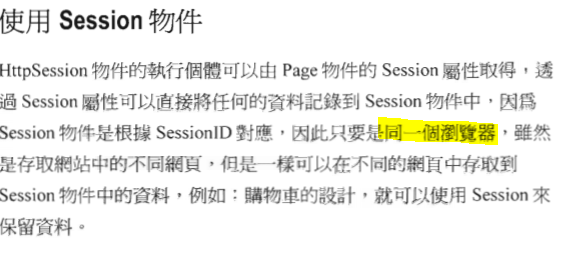 使用 Session 物件
HttpSession 物件的執行個體可以由 Page 物件的 Session 屬性取得，透
過 Session 屬性可以直接將任何的資料記錄到 Session 物件中，因為
Session 物件是根據 SessionID 對應，因此只要是同一個瀏覽器，雖然
是存取網站中的不同網頁，但是一樣可以在不同的網頁中存取到
Session 物件中的資料，例如：購物車的設計，就可以使用 Session 來
保留資料。